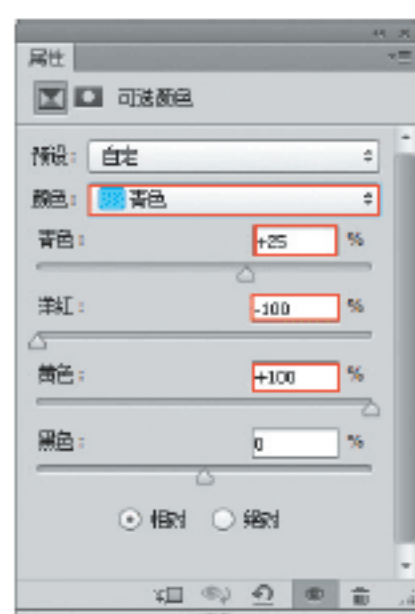 属性
可选颜色
预设： 自定
颜色： 青色
青色： +25 %
洋红： -100 %
黄色： +100 %
黑色： 0 %
相对 绝对